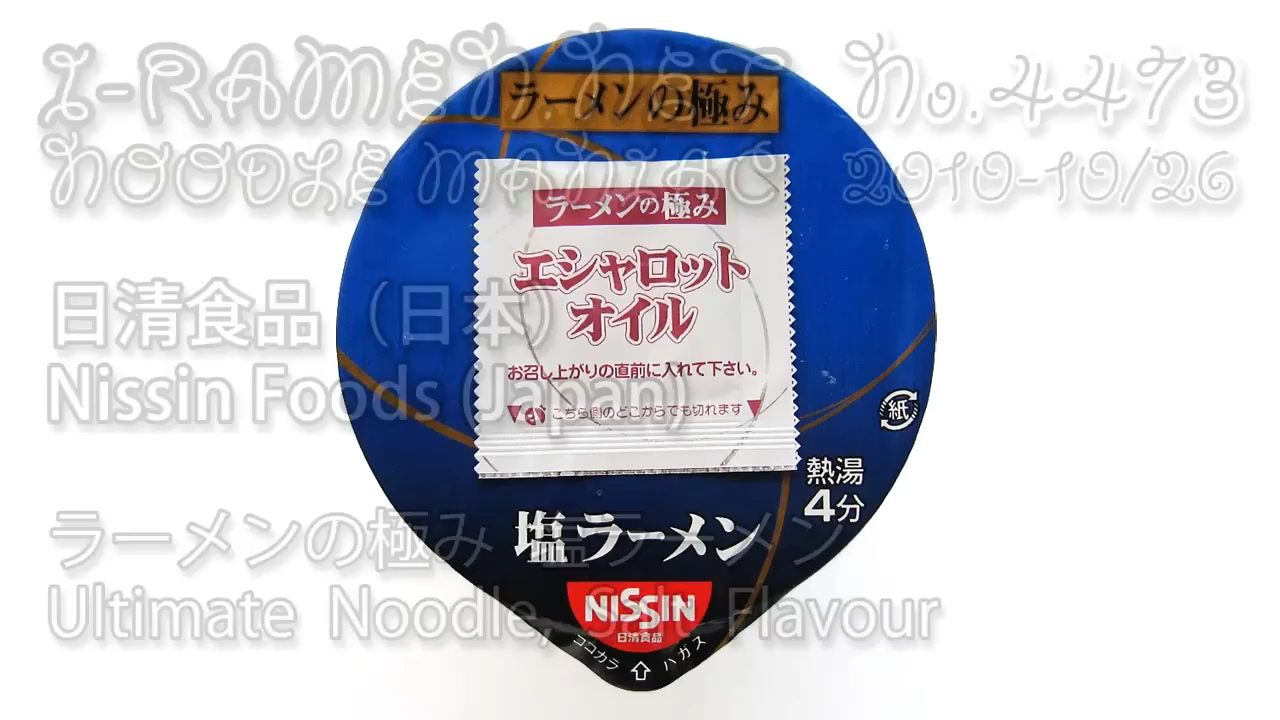 I-RAMEN.NET No.4473
NOODLE MANIAC 2010-10/26
ラーメンの極み
ラーメンの極み
エシャロット
オイル
お召し上がりの直前に入れて下さい。
こちら側のどこからでも切れます
日清食品（日本）
Nissin Foods (Japan)
紙
熱湯
4分
ラーメンの極み 塩ラーメン
Ultimate Noodle, Salt Flavour
塩ラーメン
NISSIN
日清食品
ココカラ ハガス